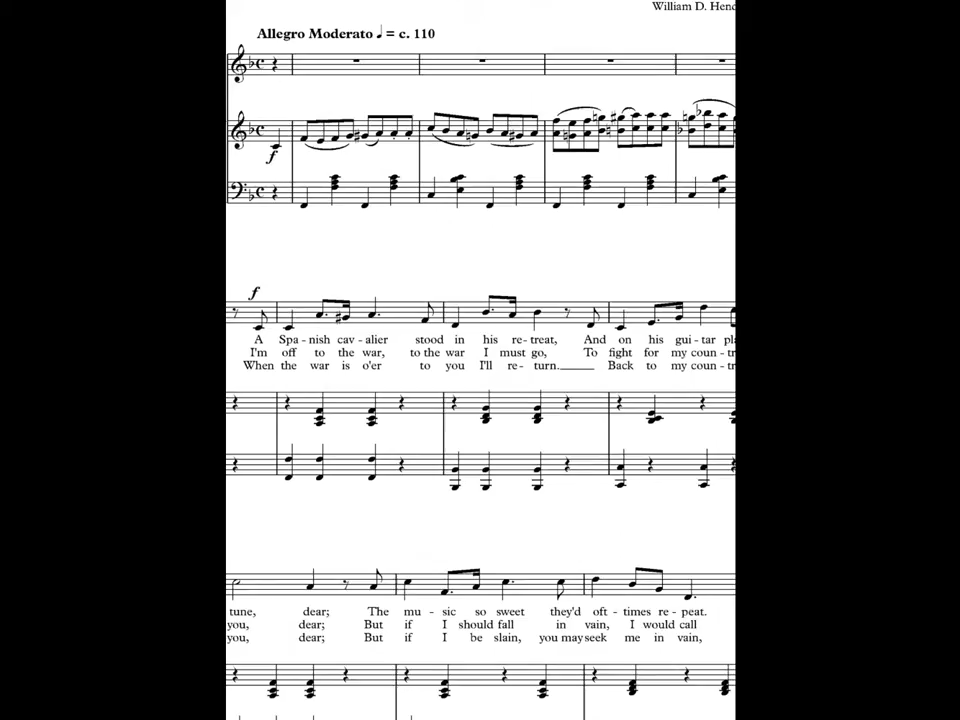 William D. Hend
Allegro Moderato ♩ = c. 110
f
f
A Spa - nish cav - alier stood in his re - treat, And on his gui - tar pla
I'm off to the war, to the war I must go, To fight for my coun - tr
When the war is o'er to you I'll re - turn.____ Back to my coun - tr
tune, dear; The mu - sic so sweet they'd oft - times re - peat.
you, dear; But if I should fall in vain, I would call
you, dear; But if I be slain, you may seek me in vain,